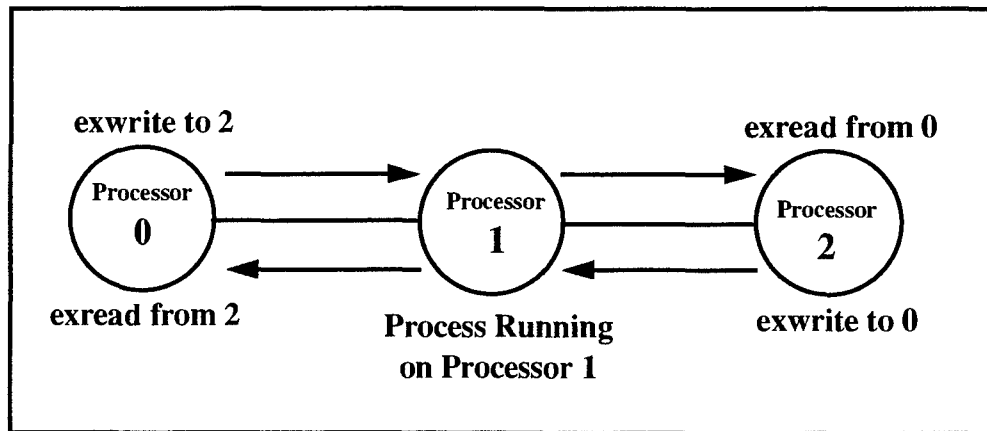 exwrite to 2
exread from 0
Processor
0
Processor
1
Processor
2
exread from 2
Process Running
on Processor 1
exwrite to 0